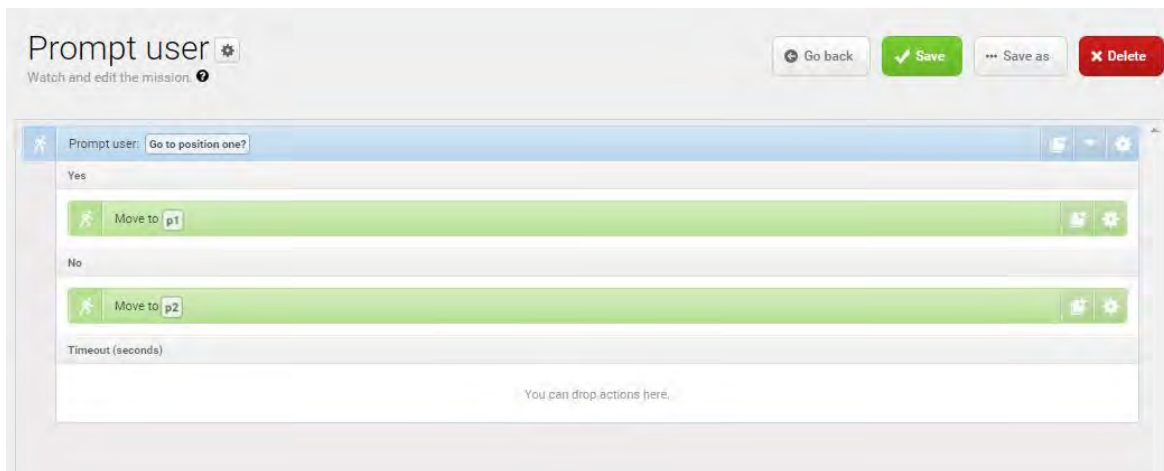 Prompt user
Go back
Save
Save as
Delete
Watch and edit the mission.
Prompt user: Go to position one?
Yes
Move to p1
No
Move to p2
Timeout (seconds)
You can drop actions here.